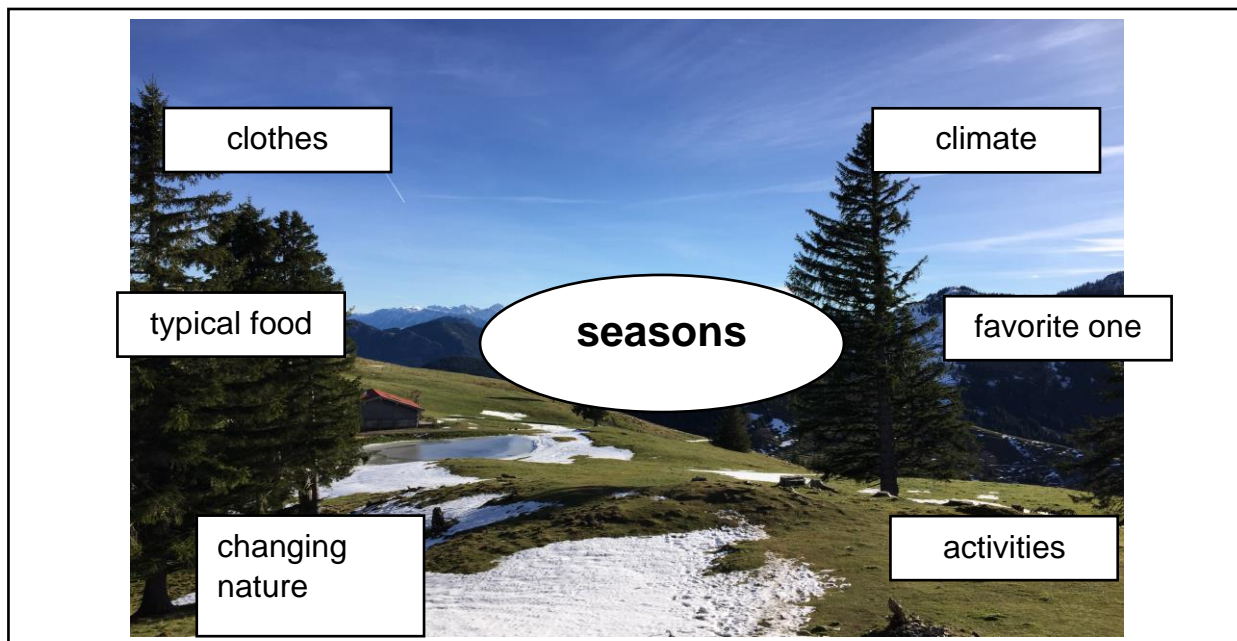 clothes
climate
typical food
seasons
favorite one
changing
nature
activities